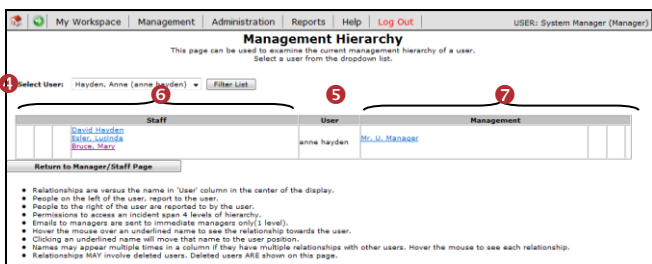 My Workspace | Management | Administration | Reports | Help | Log Out | USER: System Manager (Manager)
Management Hierarchy
This page can be used to examine the current management hierarchy of a user.
Select a user from the dropdown list.
4 Select User: Hayden, Anne (anne hayden) Filter List
6 5 7
Staff User Management
David Hayden
Esler, Lucinda anne hayden Mr. U. Manager
Bruce, Mary
Return to Manager/Staff Page
• Relationships are versus the name in 'User' column in the center of the display.
• People on the left of the user, report to the user.
• People to the right of the user are reported to by the user.
• Permissions to access an incident span 4 levels of hierarchy.
• Emails to managers are sent to immediate managers only(1 level).
• Hover the mouse over an underlined name to see the relationship towards the user.
• Clicking an underlined name will move that name to the user position.
• Names may appear multiple times in a column if they have multiple relationships with other users. Hover the mouse to see each relationship.
• Relationships MAY involve deleted users. Deleted users ARE shown on this page.